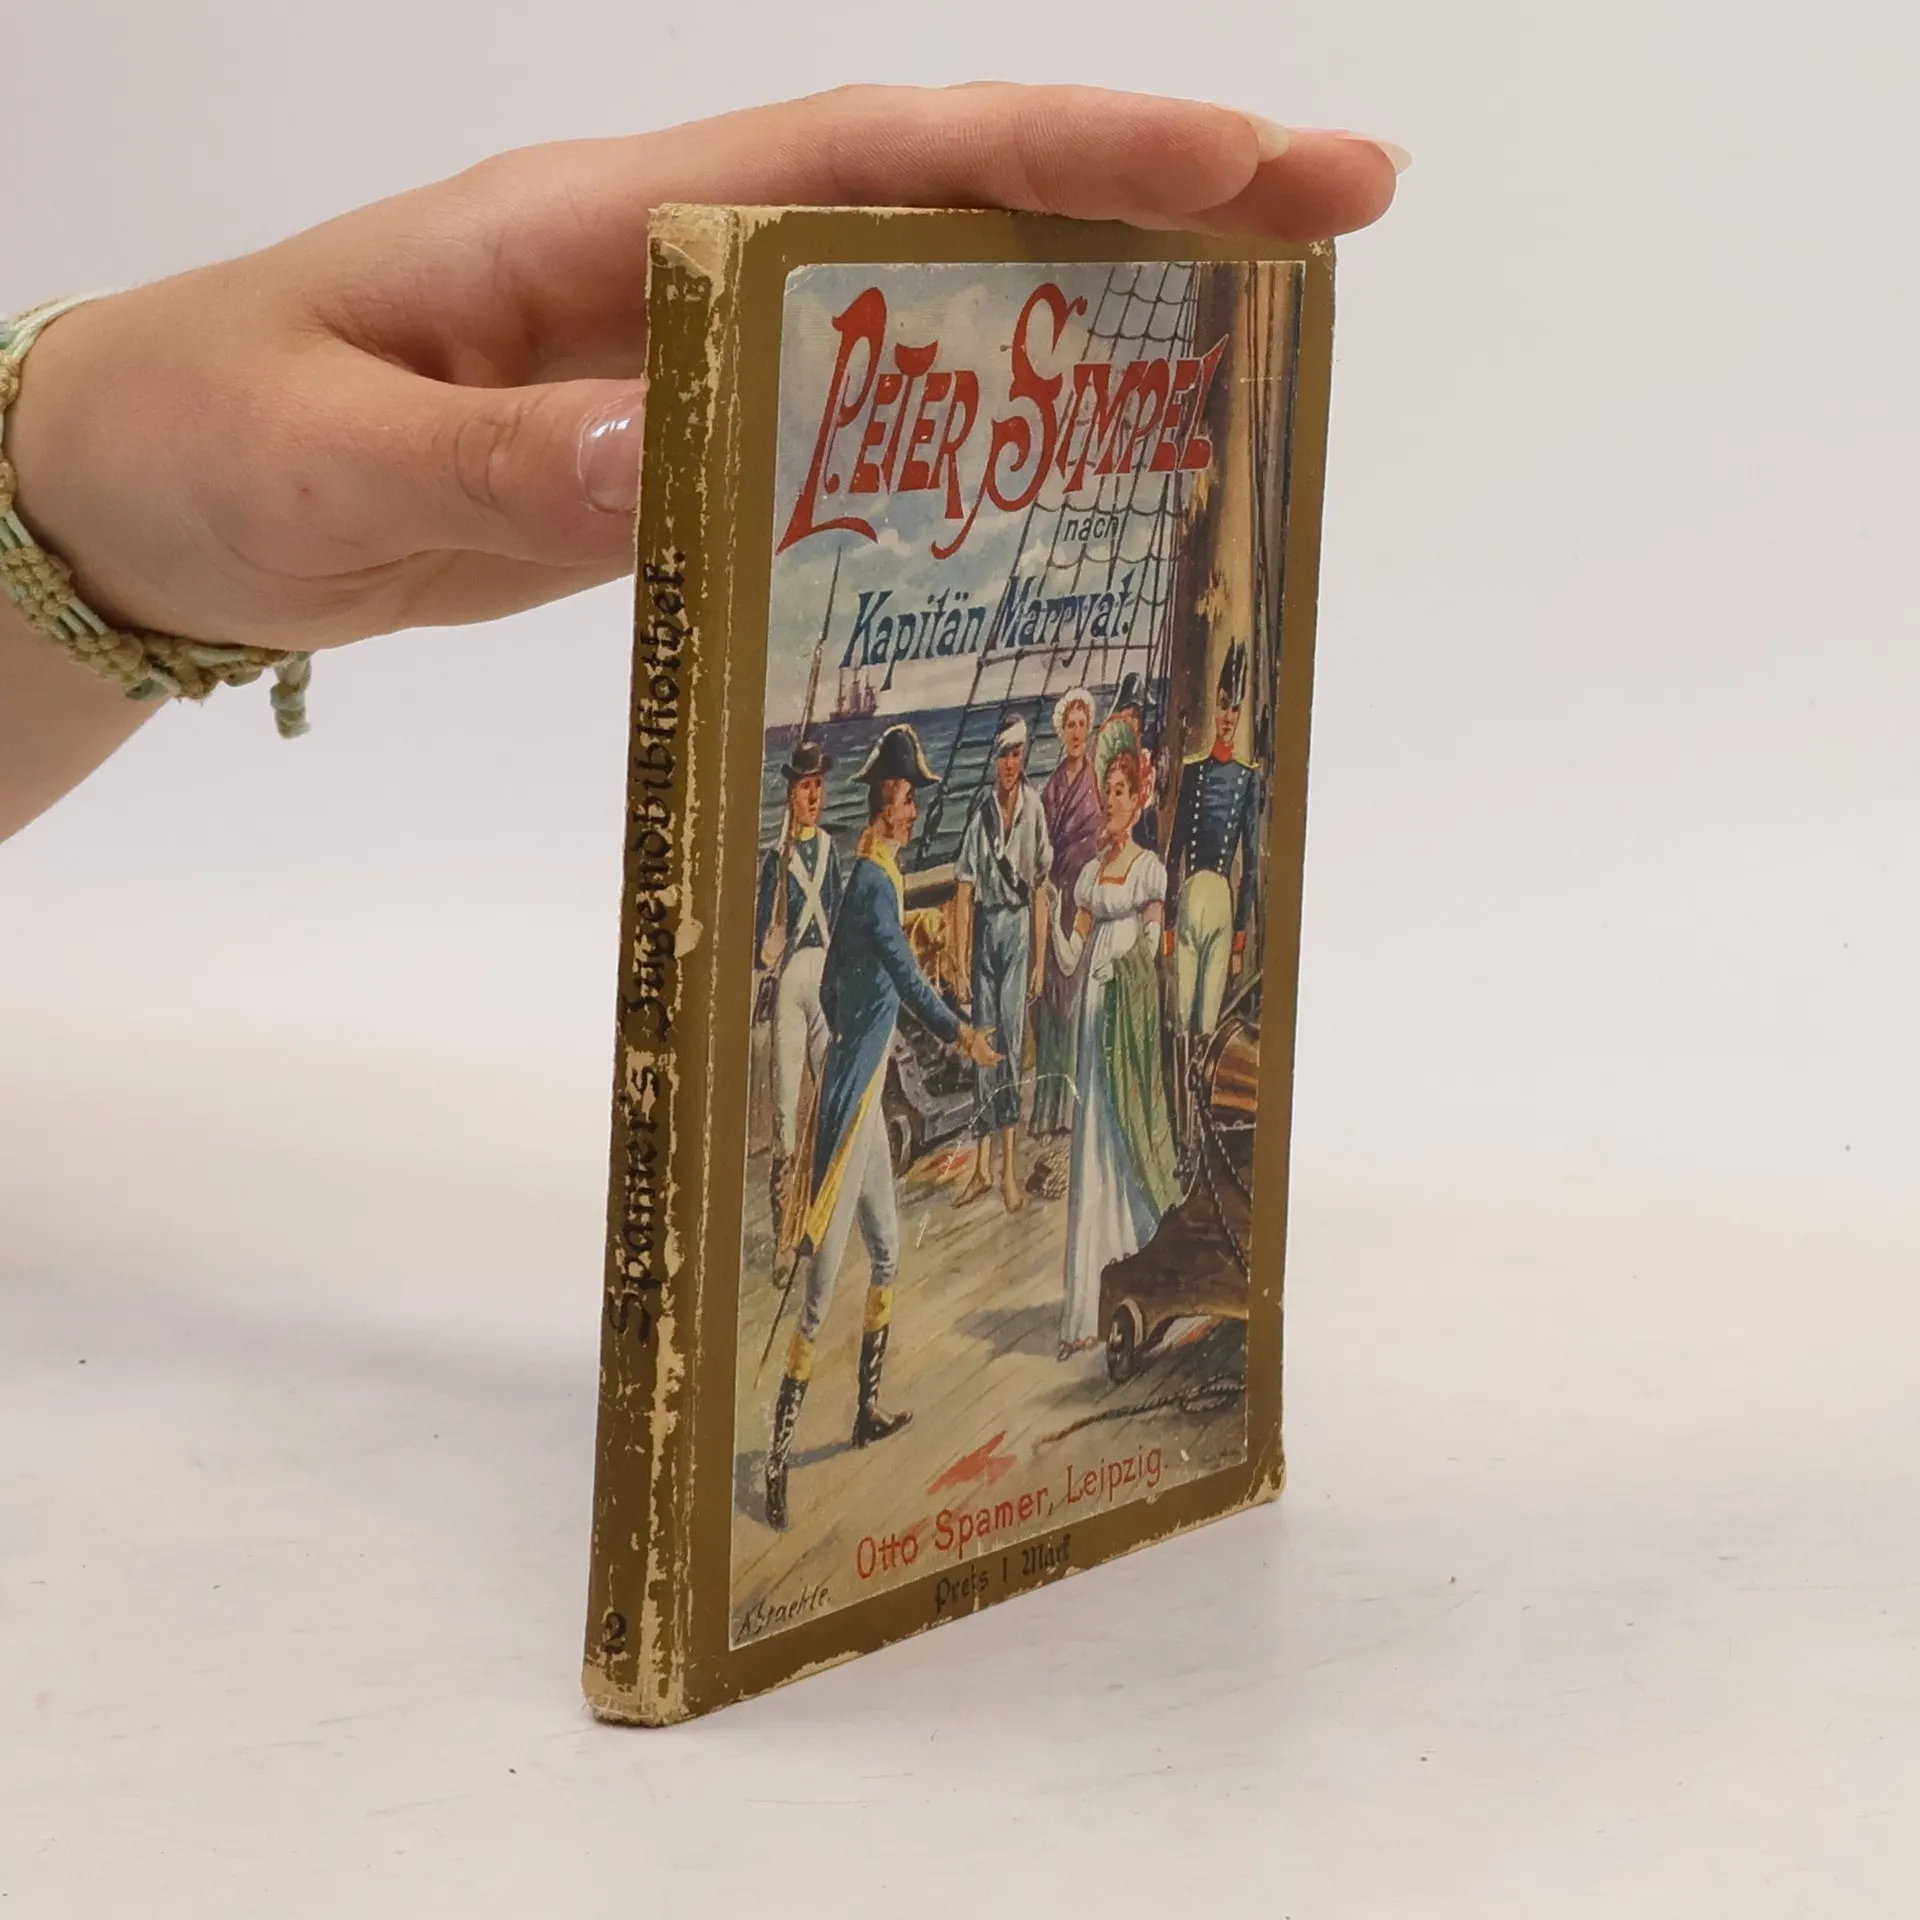 PETER SIMPEL
nach
Kapitän Marryat.
Otto Spamer, Leipzig.
Preis 1 Mark
A Staehle.
Spamer's Jugendbibliothek.
2